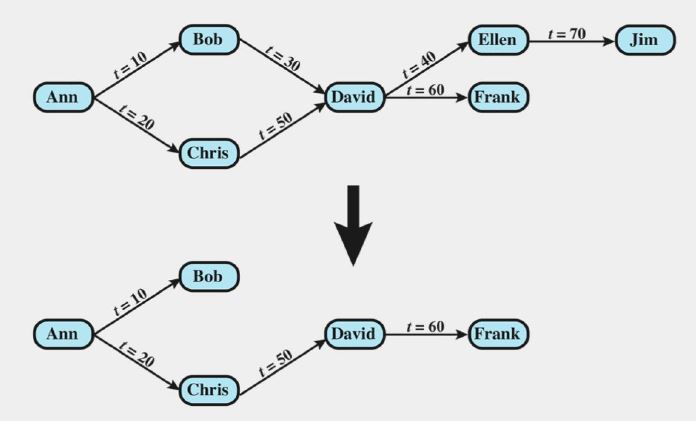 Bob
Ellen
t = 70
Jim
t = 10
t = 30
t = 40
Ann
David
t = 60
Frank
t = 20
t = 50
Chris
Bob
t = 10
Ann
David
t = 60
Frank
t = 20
t = 50
Chris